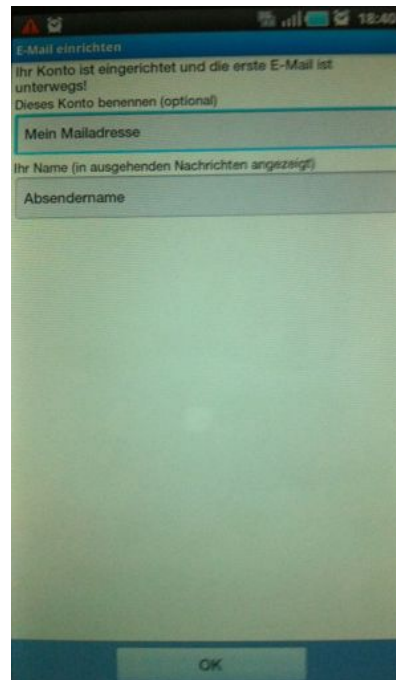 18:40
E-Mail einrichten
Ihr Konto ist eingerichtet und die erste E-Mail ist
unterwegs!
Dieses Konto benennen (optional)
Mein Mailadresse
Ihr Name (in ausgehenden Nachrichten angezeigt)
Absendername
OK